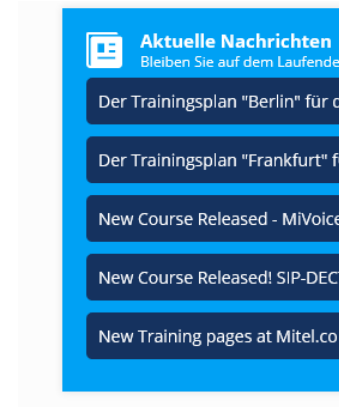 Aktuelle Nachrichten
Bleiben Sie auf dem Laufende
Der Trainingsplan "Berlin" für
Der Trainingsplan "Frankfurt"
New Course Released - MiVoice
New Course Released! SIP-DECT
New Training pages at Mitel.co